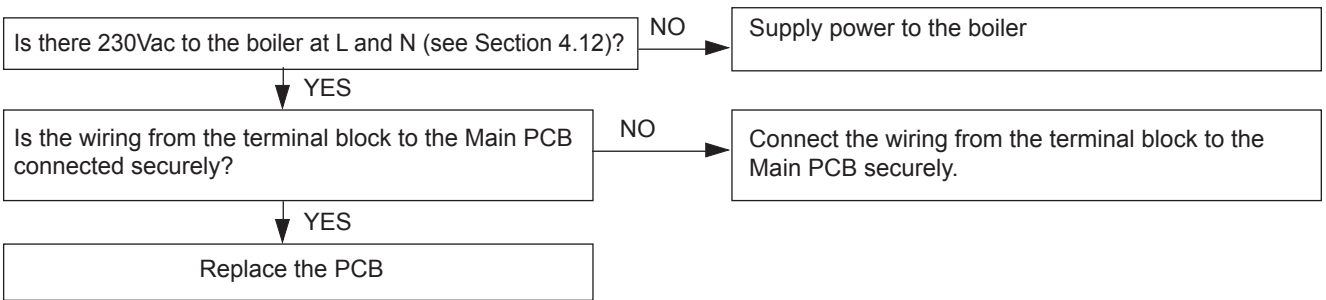 Is there 230Vac to the boiler at L and N (see Section 4.12)?
NO
Supply power to the boiler
YES
Is the wiring from the terminal block to the Main PCB
connected securely?
NO
Connect the wiring from the terminal block to the
Main PCB securely.
YES
Replace the PCB